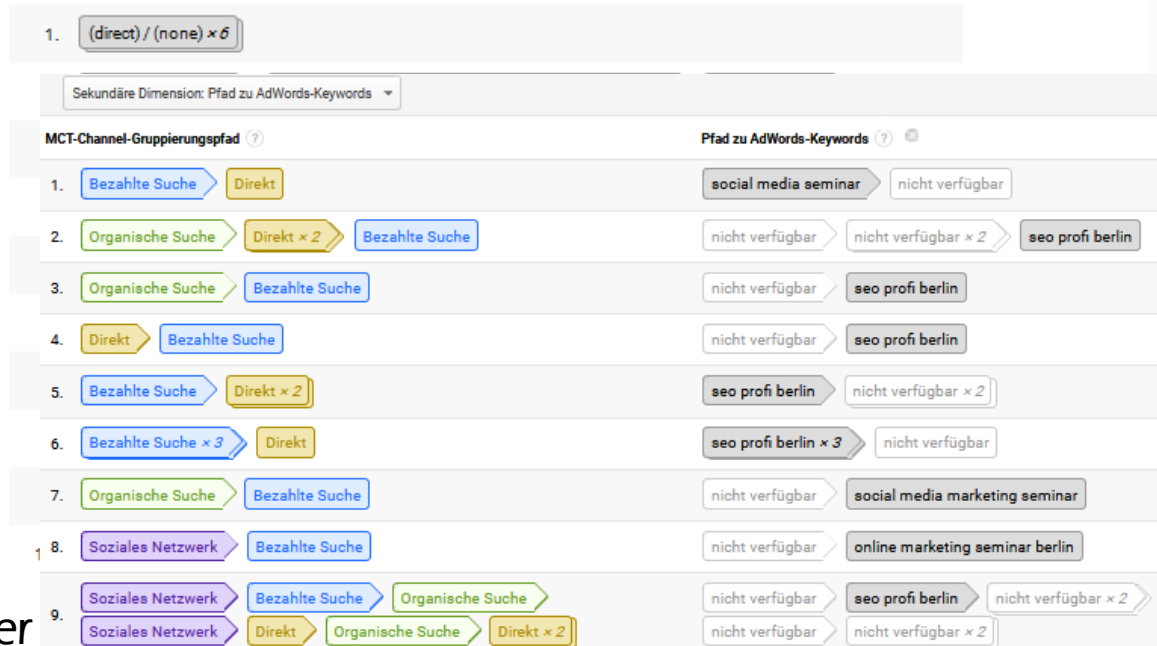 1. (direct) / (none) × 6
Sekundäre Dimension: Pfad zu AdWords-Keywords
MCT-Channel-Gruppierungspfad ? Pfad zu AdWords-Keywords ?
1. Bezahlte Suche Direkt social media seminar nicht verfügbar
2. Organische Suche Direkt × 2 Bezahlte Suche nicht verfügbar nicht verfügbar × 2 seo profi berlin
3. Organische Suche Bezahlte Suche nicht verfügbar seo profi berlin
4. Direkt Bezahlte Suche nicht verfügbar seo profi berlin
5. Bezahlte Suche Direkt × 2 seo profi berlin nicht verfügbar × 2
6. Bezahlte Suche × 3 Direkt seo profi berlin × 3 nicht verfügbar
7. Organische Suche Bezahlte Suche nicht verfügbar social media marketing seminar
1 8. Soziales Netzwerk Bezahlte Suche nicht verfügbar online marketing seminar berlin
9. Soziales Netzwerk Bezahlte Suche Organische Suche nicht verfügbar seo profi berlin nicht verfügbar × 2
er Soziales Netzwerk Direkt Organische Suche Direkt × 2 nicht verfügbar nicht verfügbar × 2